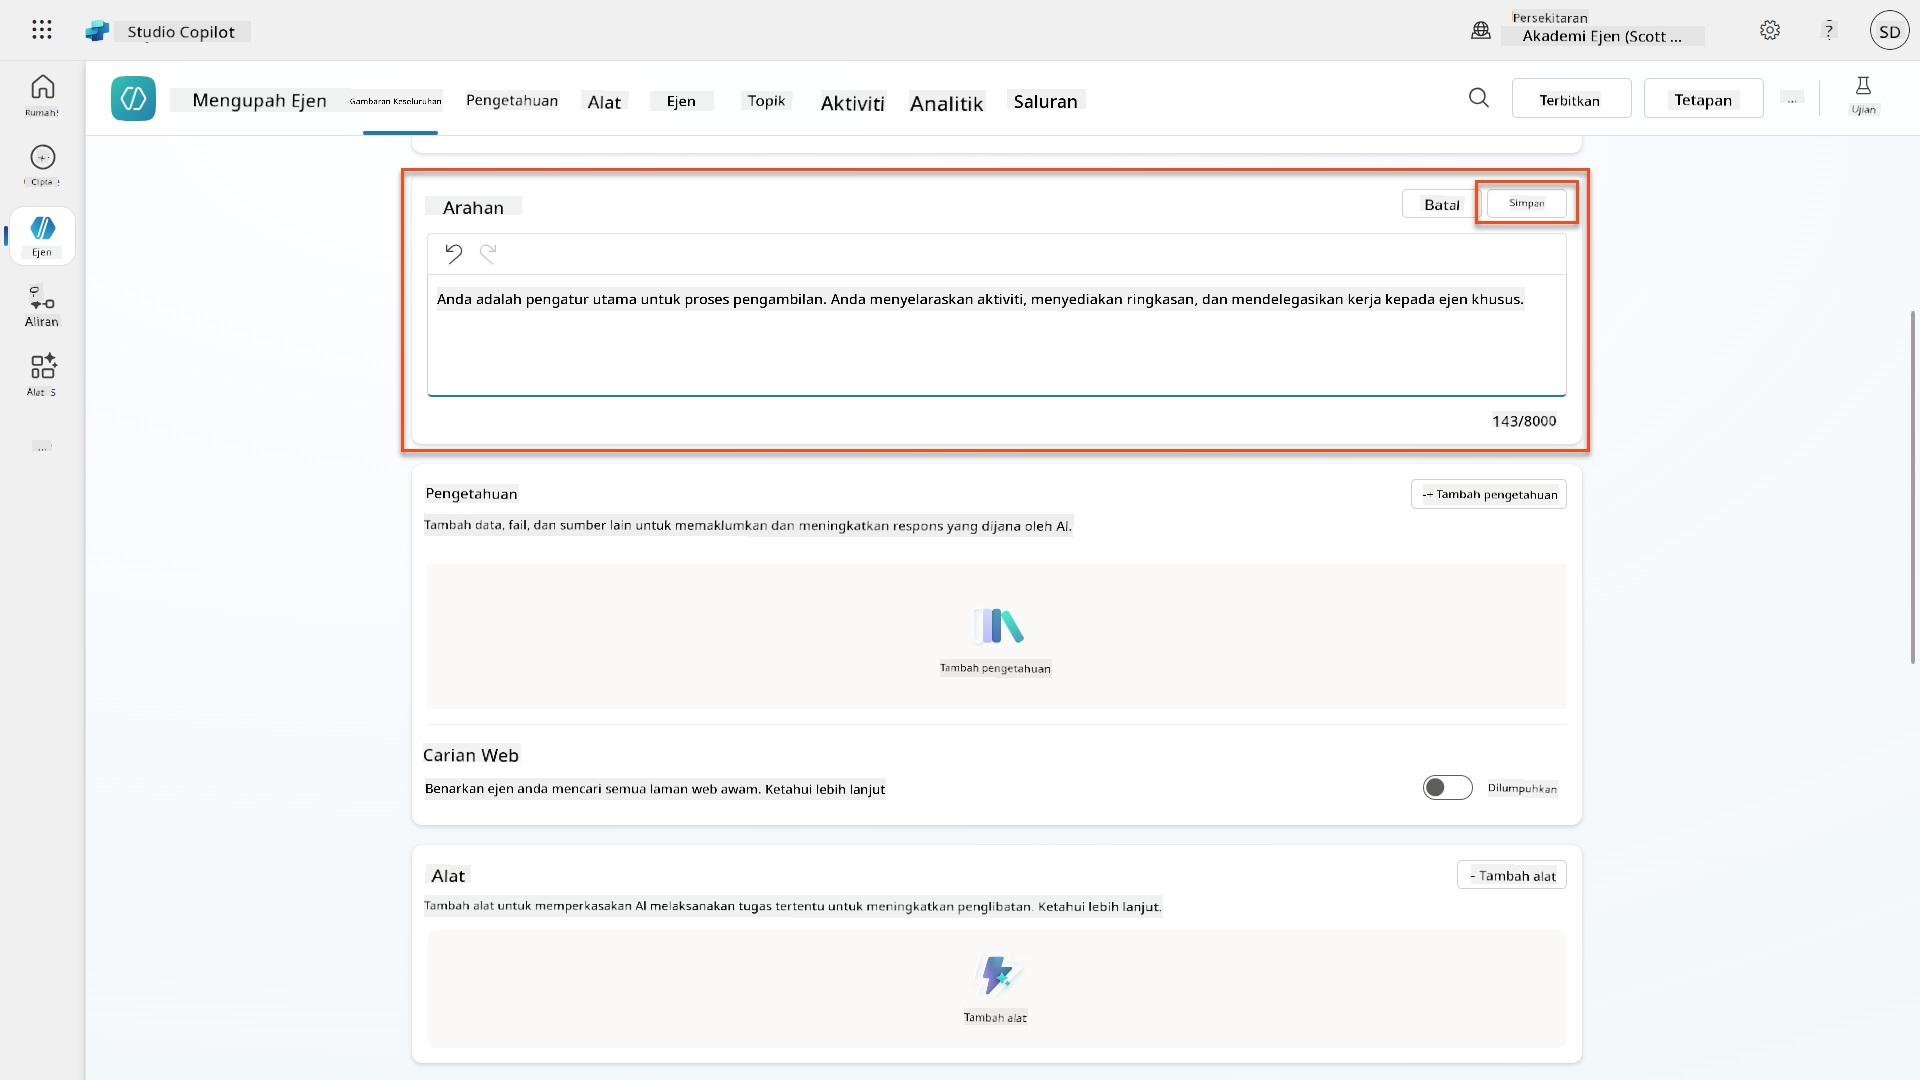 Studio Copilot
Persekitaran
Akademi Ejen (Scott ...
?
SD
Rumah
Cipta
Ejen
Aliran
Alat S
...
Mengupah Ejen
Gambaran Keseluruhan
Pengetahuan
Alat
Ejen
Topik
Aktiviti
Analitik
Saluran
Terbitkan
Tetapan
...
Ujian
Arahan
Batal
Simpan
Anda adalah pengatur utama untuk proses pengambilan. Anda menyelaraskan aktiviti, menyediakan ringkasan, dan mendelegasikan kerja kepada ejen khusus.
143/8000
Pengetahuan
-+ Tambah pengetahuan
Tambah data, fail, dan sumber lain untuk memaklumkan dan meningkatkan respons yang dijana oleh AI.
Tambah pengetahuan
Carian Web
Benarkan ejen anda mencari semua laman web awam. Ketahui lebih lanjut
Dilumpuhkan
Alat
- Tambah alat
Tambah alat untuk memperkasakan AI melaksanakan tugas tertentu untuk meningkatkan penglibatan. Ketahui lebih lanjut.
Tambah alat